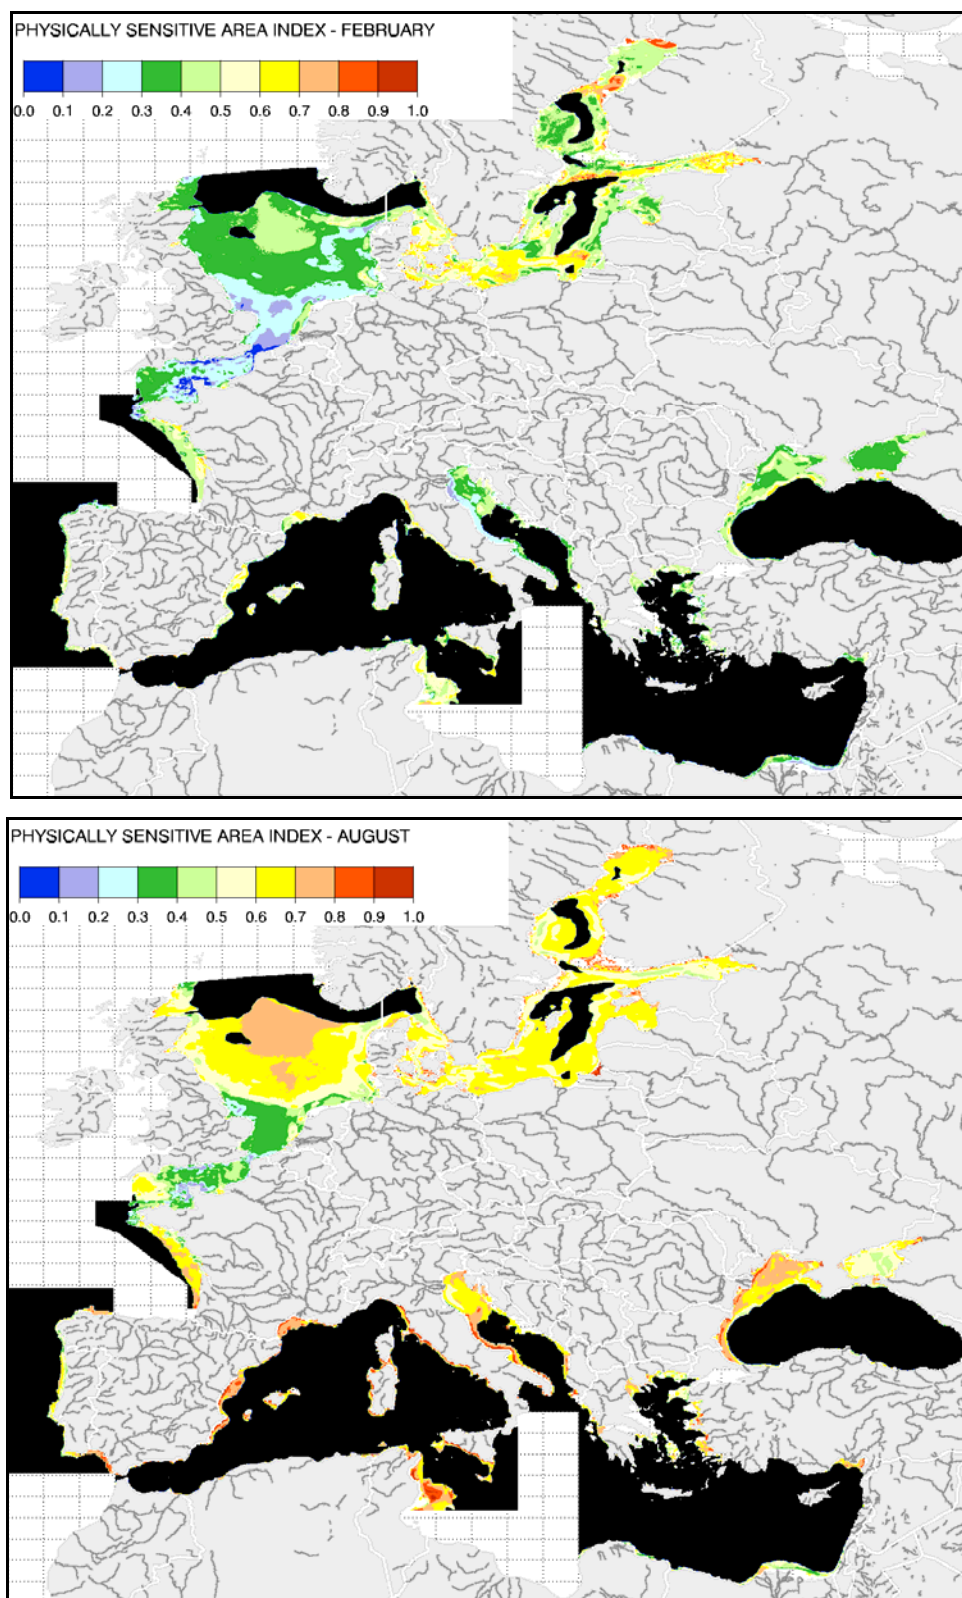 PHYSICALLY SENSITIVE AREA INDEX - FEBRUARY
0.0 0.1 0.2 0.3 0.4 0.5 0.6 0.7 0.8 0.9 1.0
PHYSICALLY SENSITIVE AREA INDEX - AUGUST
0.0 0.1 0.2 0.3 0.4 0.5 0.6 0.7 0.8 0.9 1.0